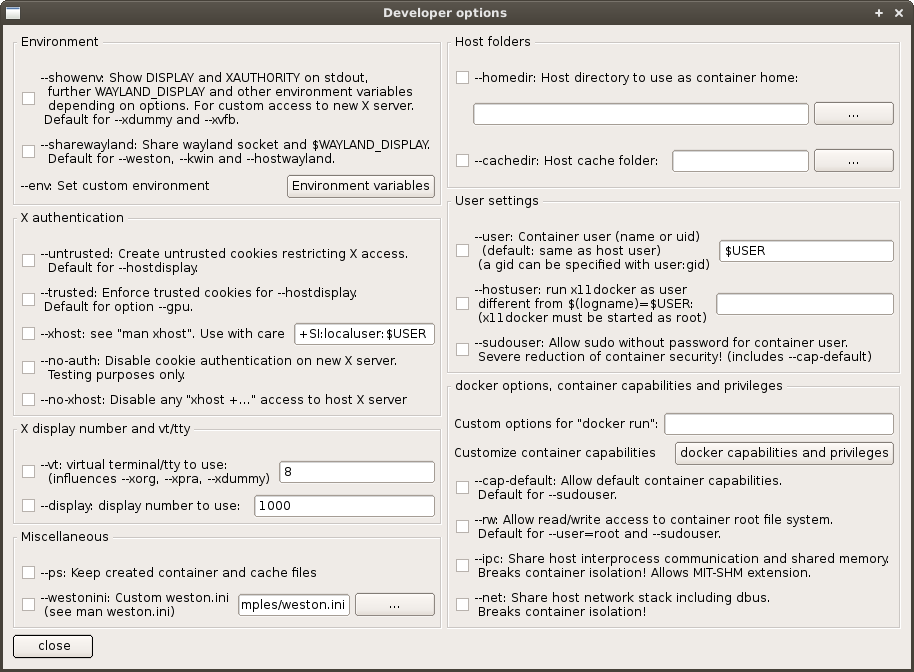 Developer options
Environment
--showenv: Show DISPLAY and XAUTHORITY on stdout,
further WAYLAND_DISPLAY and other environment variables
depending on options. For custom access to new X server.
Default for --xdummy and --xvfb.
--sharewayland: Share wayland socket and $WAYLAND_DISPLAY.
Default for --weston, --kwin and --hostwayland.
--env: Set custom environment
Environment variables
X authentication
--untrusted: Create untrusted cookies restricting X access.
Default for --hostdisplay.
--trusted: Enforce trusted cookies for --hostdisplay.
Default for option --gpu.
--xhost: see "man xhost". Use with care
+SI:localuser:$USER
--no-auth: Disable cookie authentication on new X server.
Testing purposes only.
--no-xhost: Disable any "xhost +..." access to host X server
X display number and vt/tty
--vt: virtual terminal/tty to use:
(influences --xorg, --xpra, --xdummy)
8
--display: display number to use:
1000
Miscellaneous
--ps: Keep created container and cache files
--westonini: Custom weston.ini
(see man weston.ini)
mples/weston.ini
...
close
Host folders
--homedir: Host directory to use as container home:
...
--cachedir: Host cache folder:
...
User settings
--user: Container user (name or uid)
(default: same as host user)
(a gid can be specified with user:gid)
$USER
--hostuser: run x11docker as user
different from $(logname)=$USER:
(x11docker must be started as root)
--sudouser: Allow sudo without password for container user.
Severe reduction of container security! (includes --cap-default)
docker options, container capabilities and privileges
Custom options for "docker run":
Customize container capabilities
docker capabilities and privileges
--cap-default: Allow default container capabilities.
Default for --sudouser.
--rw: Allow read/write access to container root file system.
Default for --user=root and --sudouser.
--ipc: Share host interprocess communication and shared memory.
Breaks container isolation! Allows MIT-SHM extension.
--net: Share host network stack including dbus.
Breaks container isolation!